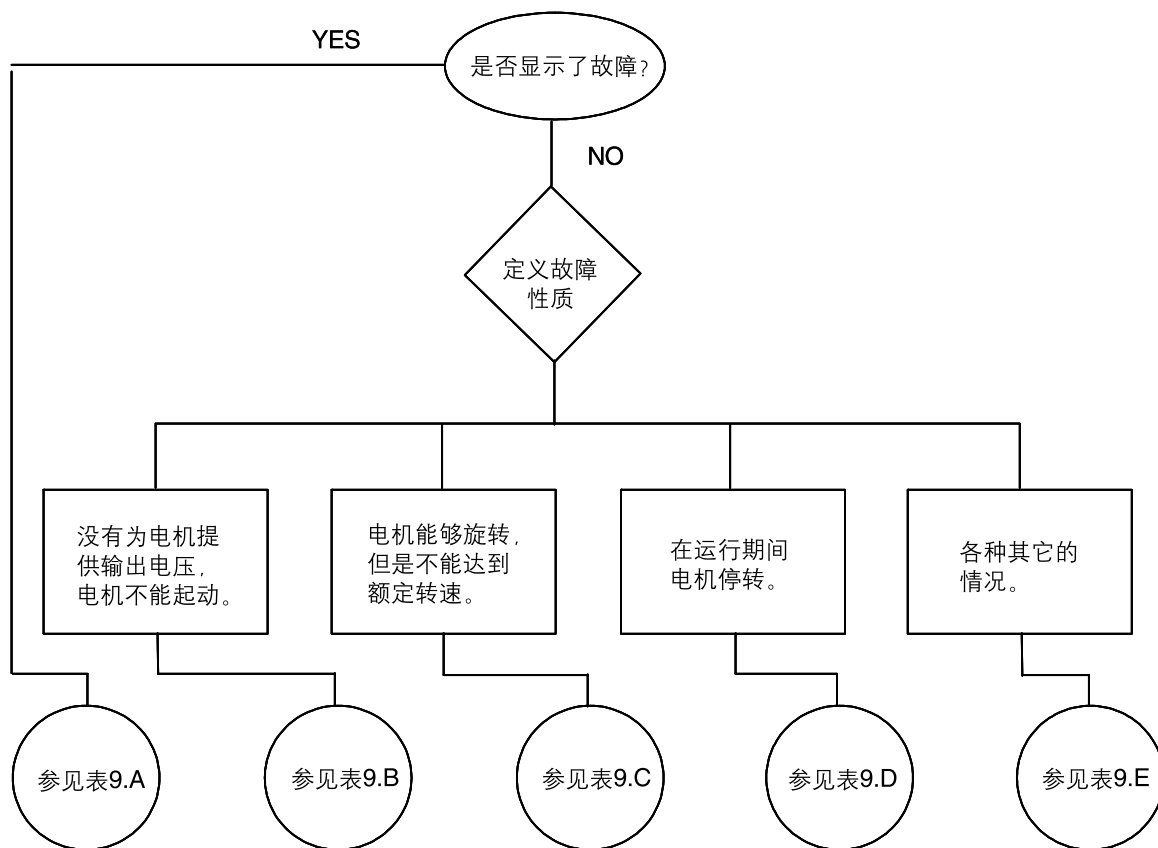 YES
是否显示了故障?
NO
定义故障
性质
没有为电机提
供输出电压,
电机不能起动。
电机能够旋转,
但是不能达到
额定转速。
在运行期间
电机停转。
各种其它的
情况。
参见表9.A
参见表9.B
参见表9.C
参见表9.D
参见表9.E